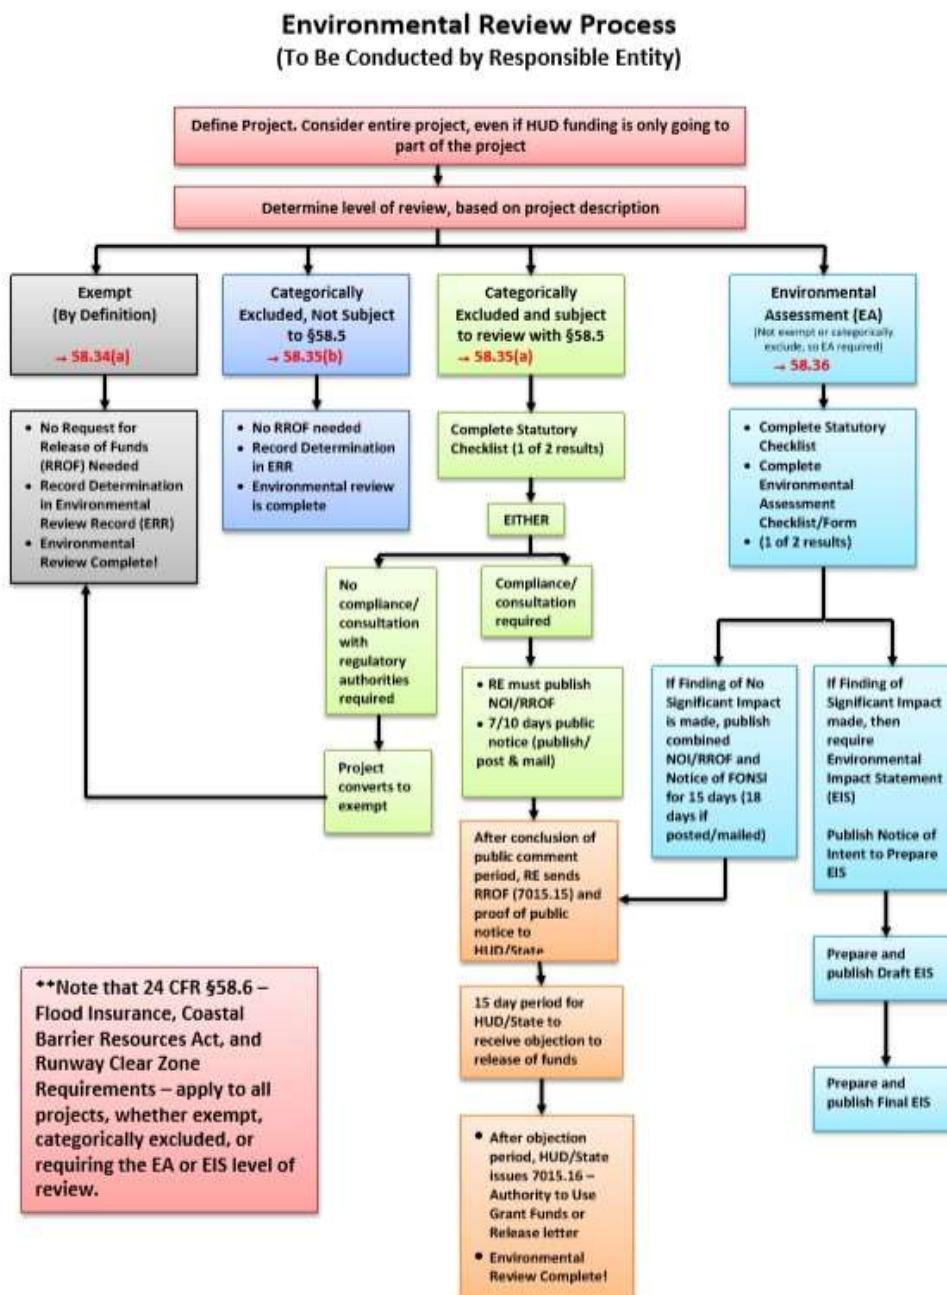 Environmental Review Process
(To Be Conducted by Responsible Entity)
Define Project. Consider entire project, even if HUD funding is only going to
part of the project
Determine level of review, based on project description
Exempt
(By Definition)
→ 58.34(a)
Categorically
Excluded, Not Subject
to §58.5
→ 58.35(b)
Categorically
Excluded and subject
to review with §58.5
→ 58.35(a)
Environmental
Assessment (EA)
(Not exempt or categorically
exclude, so EA required)
→ 58.36
• No Request for
Release of Funds
(RROF) Needed
• Record Determination
in Environmental
Review Record (ERR)
• Environmental
Review Complete!
• No RROF needed
• Record Determination
in ERR
• Environmental review
is complete
Complete Statutory
Checklist (1 of 2 results)
• Complete Statutory
Checklist
• Complete
Environmental
Assessment
Checklist/Form
• (1 of 2 results)
EITHER
No
compliance/
consultation
with
regulatory
authorities
required
Compliance/
consultation
required
Project
converts to
exempt
• RE must publish
NOI/RROF
• 7/10 days public
notice (publish/
post & mail)
If Finding of No
Significant Impact
is made, publish
combined
NOI/RROF and
Notice of FONSI
for 15 days (18
days if
posted/mailed)
If Finding of
Significant Impact
made, then
require
Environmental
Impact Statement
(EIS)
Publish Notice of
Intent to Prepare
EIS
After conclusion of
public comment
period, RE sends
RROF (7015.15) and
proof of public
notice to
HUD/State
Prepare and
publish Draft EIS
15 day period for
HUD/State to
receive objection to
release of funds
Prepare and
publish Final EIS
• After objection
period, HUD/State
issues 7015.16 –
Authority to Use
Grant Funds or
Release letter
• Environmental
Review Complete!
**Note that 24 CFR §58.6 –
Flood Insurance, Coastal
Barrier Resources Act, and
Runway Clear Zone
Requirements – apply to all
projects, whether exempt,
categorically excluded, or
requiring the EA or EIS level of
review.